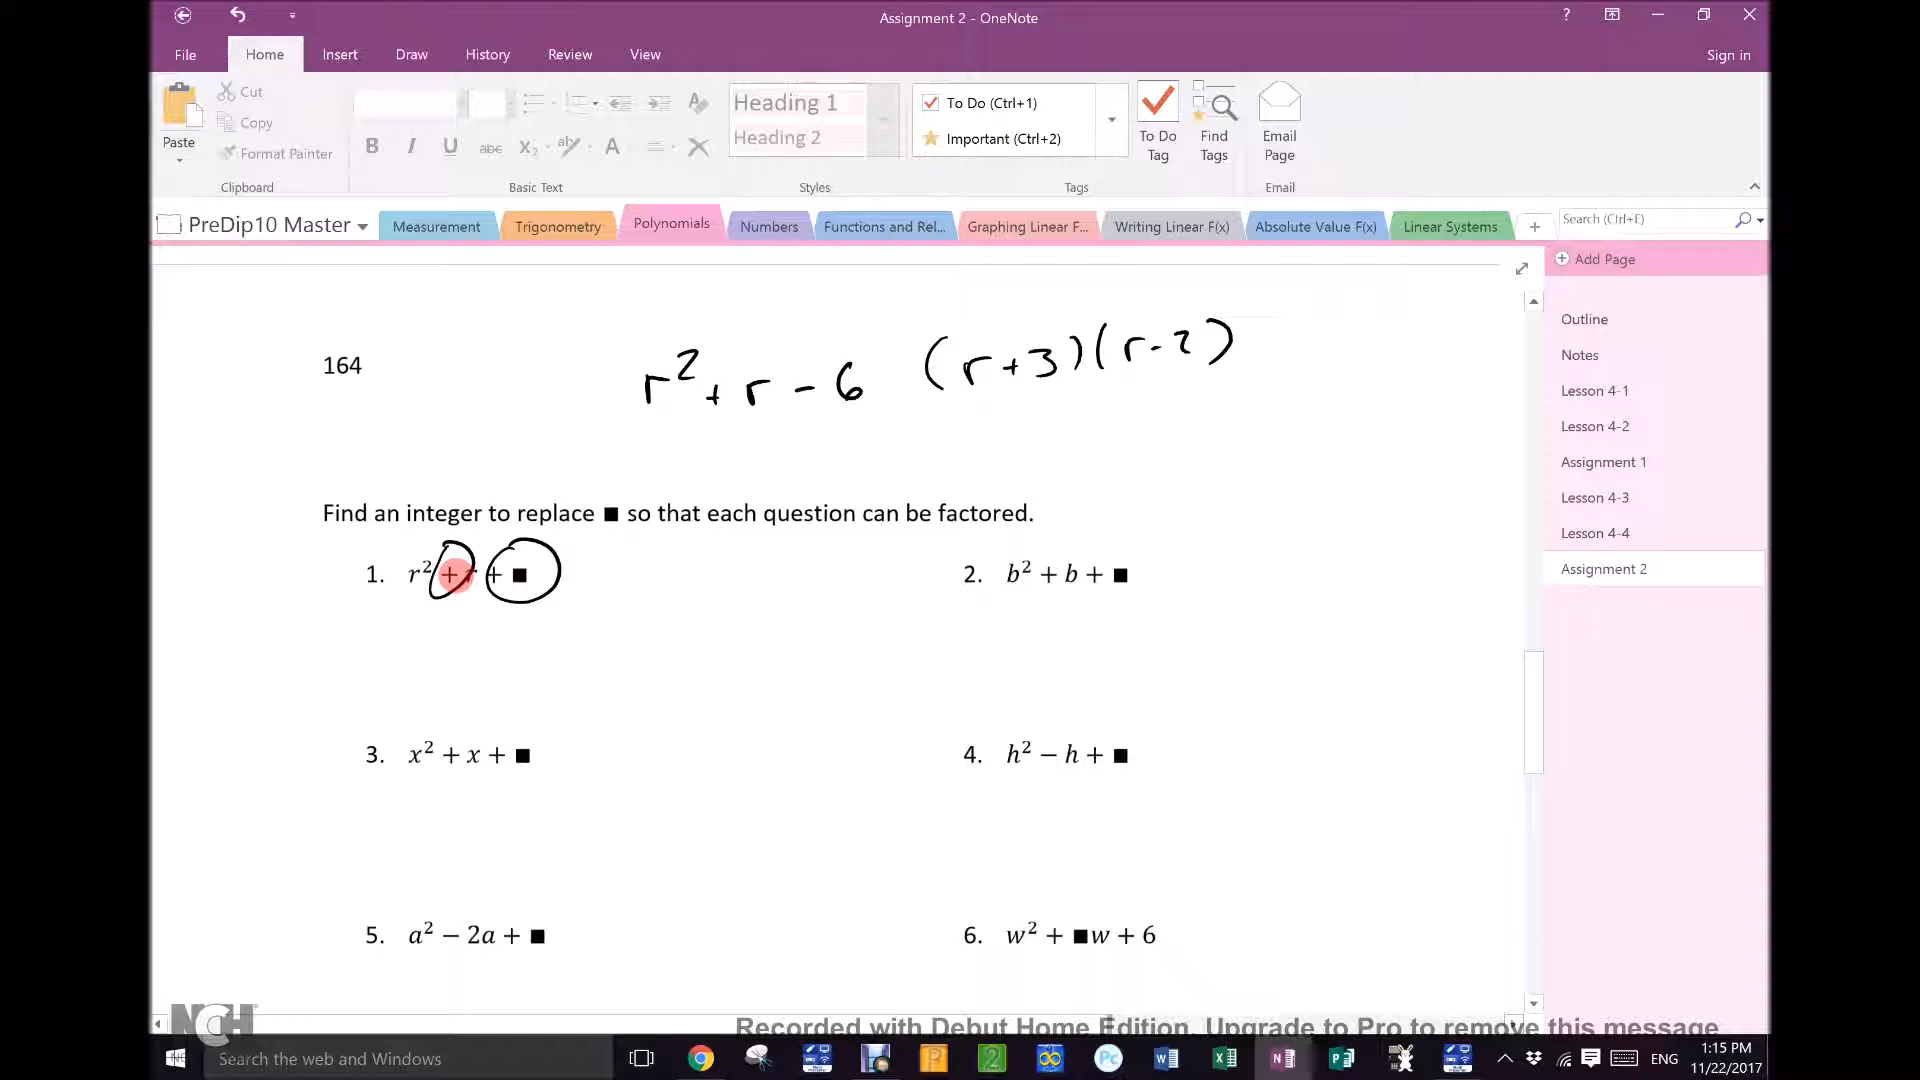 Assignment 2 - OneNote
?
File Home Insert Draw History Review View Sign in
Paste
Cut
Copy
Format Painter
Clipboard
B I U abc X₂ aby A
Basic Text
Heading 1
Heading 2
Styles
To Do (Ctrl+1)
Important (Ctrl+2)
Tags
To Do Tag
Find Tags
Email Page
Email
PreDip10 Master Measurement Trigonometry Polynomials Numbers Functions and Rel... Graphing Linear F... Writing Linear F(x) Absolute Value F(x) Linear Systems + Search (Ctrl+E)
Add Page
Outline
Notes
Lesson 4-1
Lesson 4-2
Assignment 1
Lesson 4-3
Lesson 4-4
Assignment 2
164
r² + r - 6 (r+3)(r-2)
Find an integer to replace ■ so that each question can be factored.
1. r² + r + ■
2. b² + b + ■
3. x² + x + ■
4. h² − h + ■
5. a² − 2a + ■
6. w² + ■w + 6
NCH
Recorded with Debut Home Edition. Upgrade to Pro to remove this message
Search the web and Windows
ENG
1:15 PM
11/22/2017